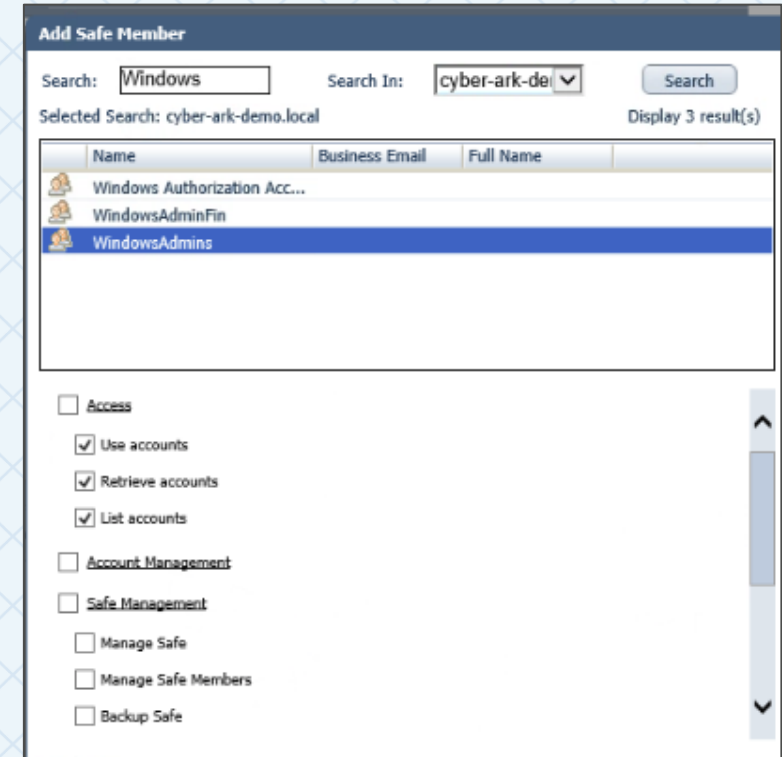 Add Safe Member
Search: Windows Search In: cyber-ark-de Search
Selected Search: cyber-ark-demo.local Display 3 result(s)
Name Business Email Full Name
Windows Authorization Acc...
WindowsAdminFin
WindowsAdmins
Access
Use accounts
Retrieve accounts
List accounts
Account Management
Safe Management
Manage Safe
Manage Safe Members
Backup Safe